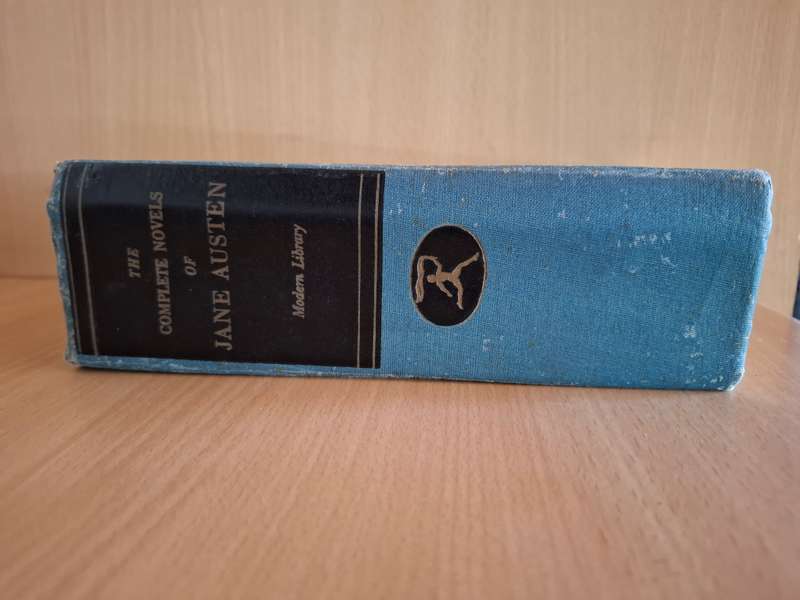 THE
COMPLETE NOVELS
OF
JANE AUSTEN
Modern Library